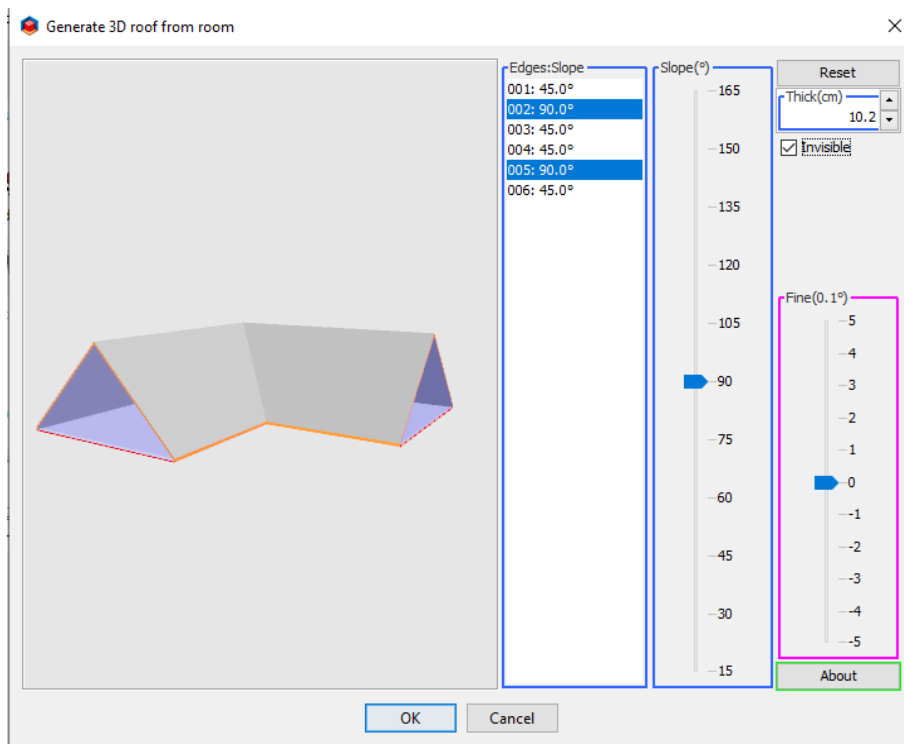 Generate 3D roof from room
Edges:Slope
001: 45.0°
002: 90.0°
003: 45.0°
004: 45.0°
005: 90.0°
006: 45.0°
Slope(°)
165
150
135
120
105
90
75
60
45
30
15
Reset
Thick(cm)
10.2
Invisible
Fine(0.1°)
5
4
3
2
1
0
-1
-2
-3
-4
-5
About
OK
Cancel